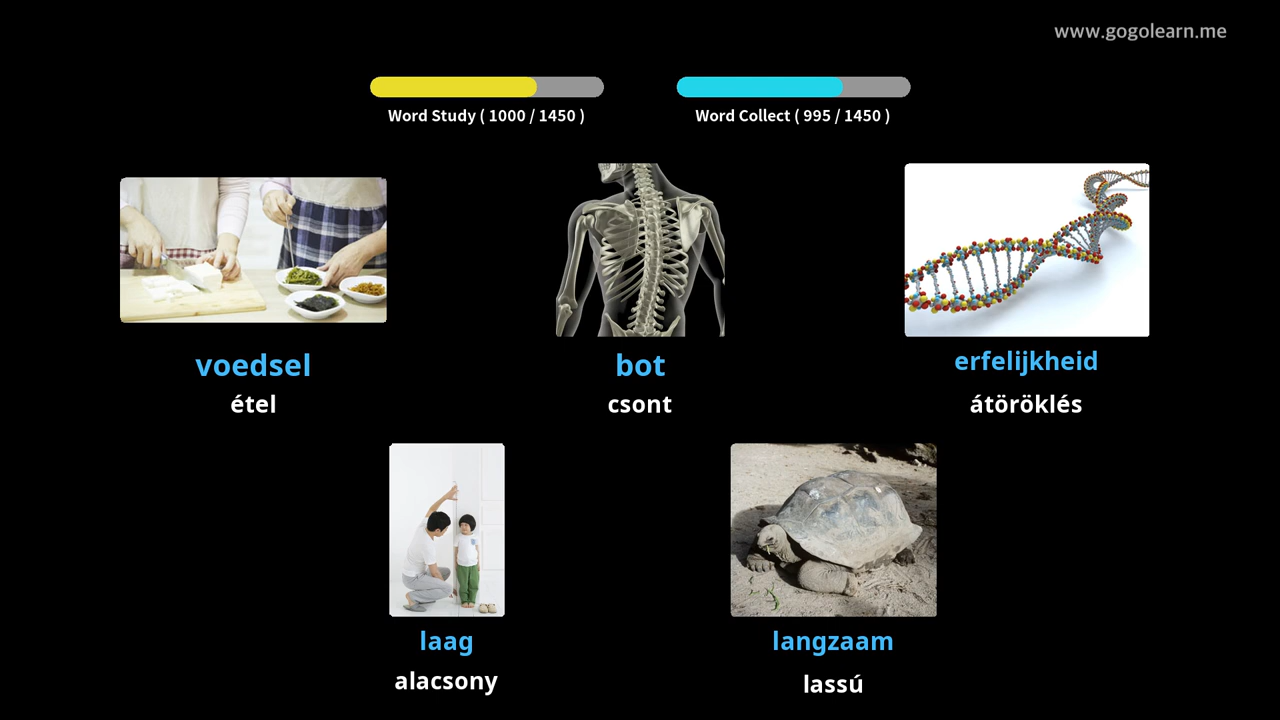 www.gogolearn.me
Word Study ( 1000 / 1450 )
Word Collect ( 995 / 1450 )
voedsel
étel
bot
csont
erfelijkheid
átöröklés
laag
alacsony
langzaam
lassú